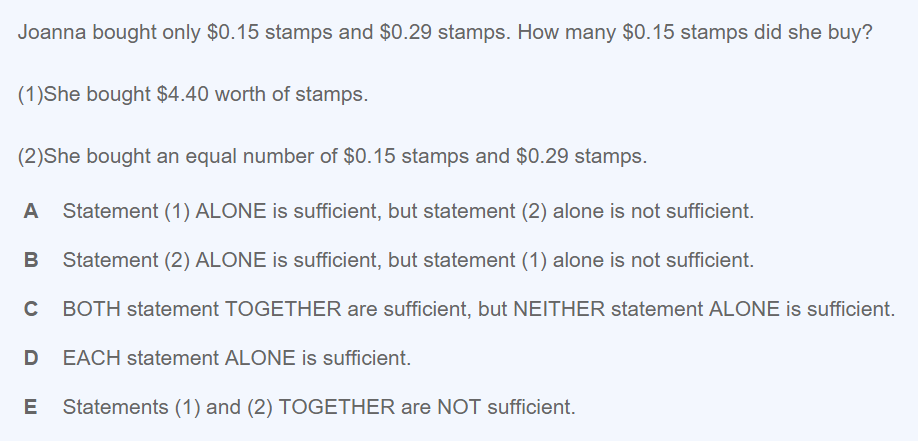 Joanna bought only $0.15 stamps and $0.29 stamps. How many $0.15 stamps did she buy?
(1)She bought $4.40 worth of stamps.
(2)She bought an equal number of $0.15 stamps and $0.29 stamps.
A Statement (1) ALONE is sufficient, but statement (2) alone is not sufficient.
B Statement (2) ALONE is sufficient, but statement (1) alone is not sufficient.
C BOTH statement TOGETHER are sufficient, but NEITHER statement ALONE is sufficient.
D EACH statement ALONE is sufficient.
E Statements (1) and (2) TOGETHER are NOT sufficient.